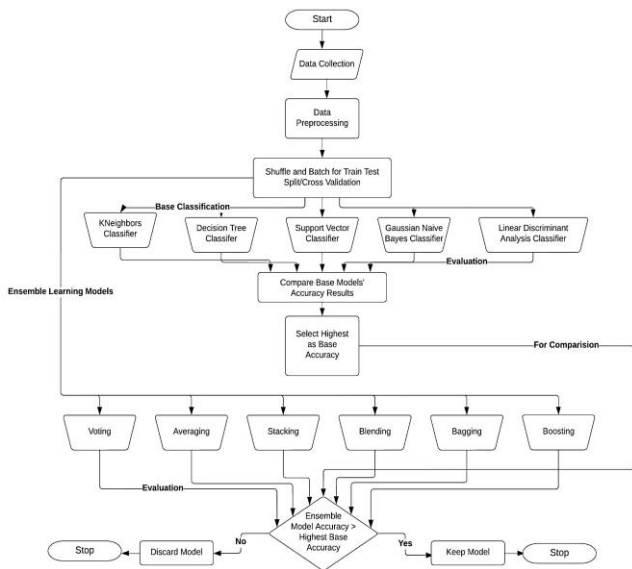 Start
Data Collection
Data
Preprocessing
Shuffle and Batch for Train Test
Split/Cross Validation
Base Classification
KNeighbors
Classifier
Decision Tree
Classifer
Support Vector
Classifier
Gaussian Naive
Bayes Classifier
Linear Discriminant
Analysis Classifier
Evaluation
Compare Base Models'
Accuracy Results
Ensemble Learning Models
Select Highest
as Base
Accuracy
For Comparision
Voting
Averaging
Stacking
Blending
Bagging
Boosting
Evaluation
Ensemble
Model Accuracy >
Highest Base
Accuracy
No
Yes
Stop
Discard Model
Keep Model
Stop